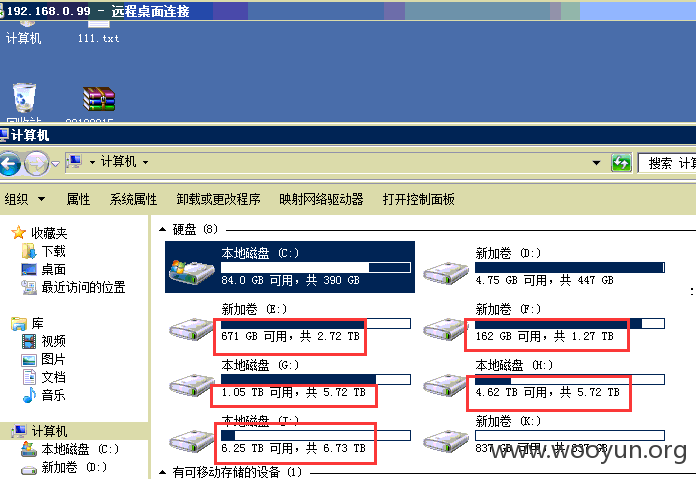 192.168.0.99 - 远程桌面连接
计算机
111.txt
回收站
计算机
计算机
搜索 计
组织
属性
系统属性
卸载或更改程序
映射网络驱动器
打开控制面板
收藏夹
下载
桌面
最近访问的位置
库
视频
图片
文档
音乐
计算机
本地磁盘 (C:)
新加卷 (D:)
硬盘 (8)
本地磁盘 (C:)
84.0 GB 可用，共 390 GB
新加卷 (D:)
4.75 GB 可用，共 447 GB
新加卷 (E:)
671 GB 可用，共 2.72 TB
新加卷 (F:)
162 GB 可用，共 1.27 TB
本地磁盘 (G:)
1.05 TB 可用，共 5.72 TB
本地磁盘 (H:)
4.62 TB 可用，共 5.72 TB
本地磁盘 (J:)
6.25 TB 可用，共 6.73 TB
新加卷 (K:)
837 GB 可用，共 837 GB
有可移动存储的设备 (1)
www.wooyun.org